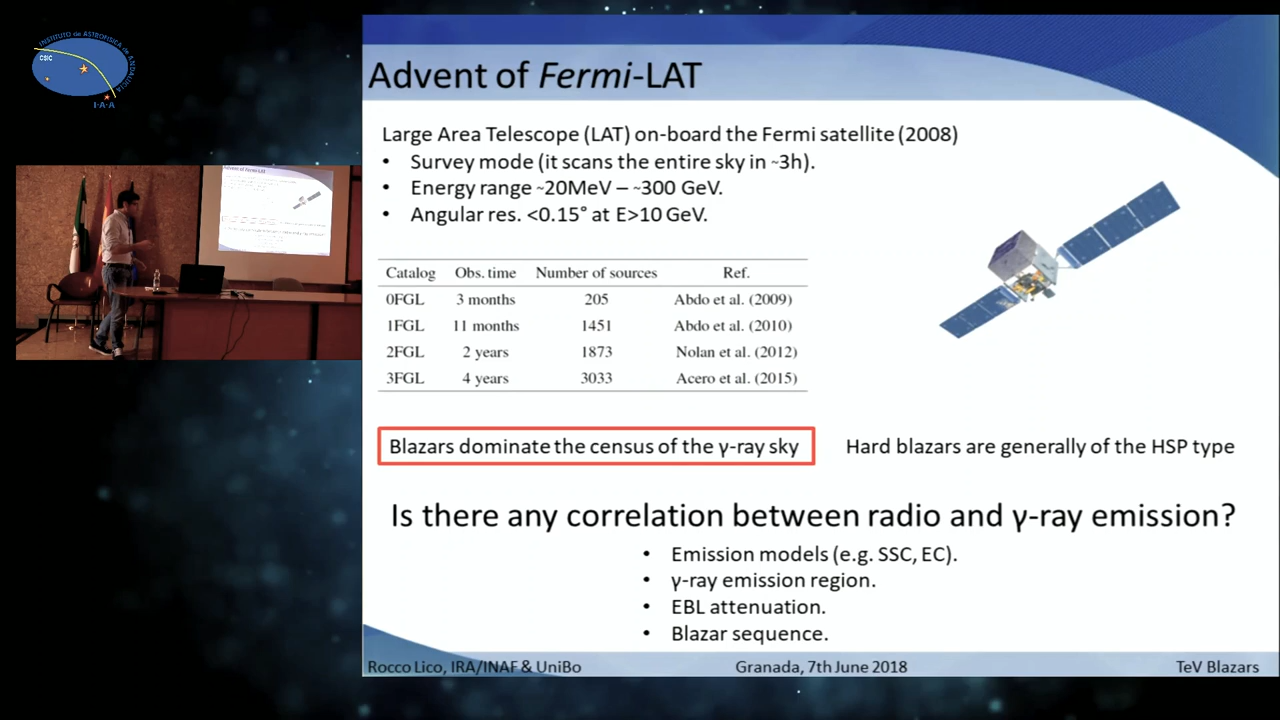 INSTITUTO de ASTROFÍSICA de ANDALUCÍA
CSIC
I·A·A
Advent of Fermi-LAT
Large Area Telescope (LAT) on-board the Fermi satellite (2008)
• Survey mode (it scans the entire sky in ~3h).
• Energy range ~20MeV – ~300 GeV.
• Angular res. <0.15° at E>10 GeV.
Catalog Obs. time Number of sources Ref.
0FGL 3 months 205 Abdo et al. (2009)
1FGL 11 months 1451 Abdo et al. (2010)
2FGL 2 years 1873 Nolan et al. (2012)
3FGL 4 years 3033 Acero et al. (2015)
Blazars dominate the census of the γ-ray sky
Hard blazars are generally of the HSP type
Is there any correlation between radio and γ-ray emission?
• Emission models (e.g. SSC, EC).
• γ-ray emission region.
• EBL attenuation.
• Blazar sequence.
Rocco Lico, IRA/INAF & UniBo Granada, 7th June 2018 TeV Blazars
Advent of Fermi-LAT